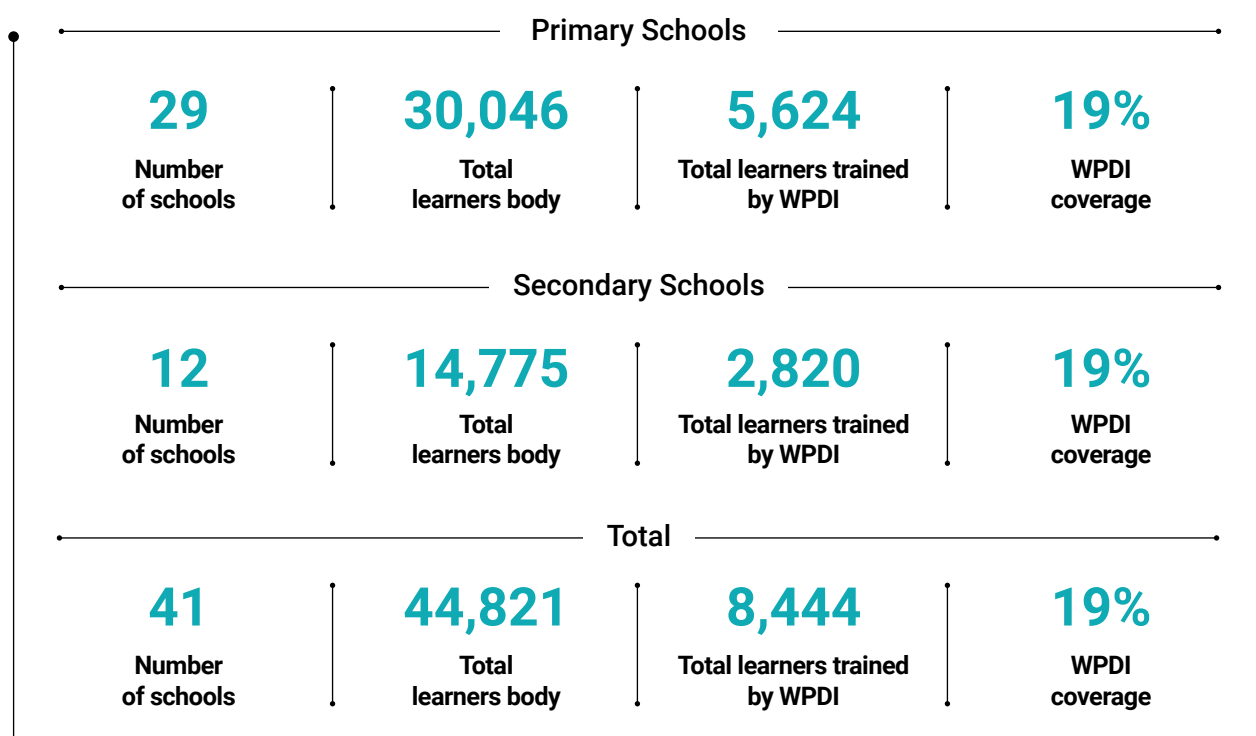 Primary Schools
29 30,046 5,624 19%
Number Total Total learners trained WPDI
of schools learners body by WPDI coverage
Secondary Schools
12 14,775 2,820 19%
Number Total Total learners trained WPDI
of schools learners body by WPDI coverage
Total
41 44,821 8,444 19%
Number Total Total learners trained WPDI
of schools learners body by WPDI coverage